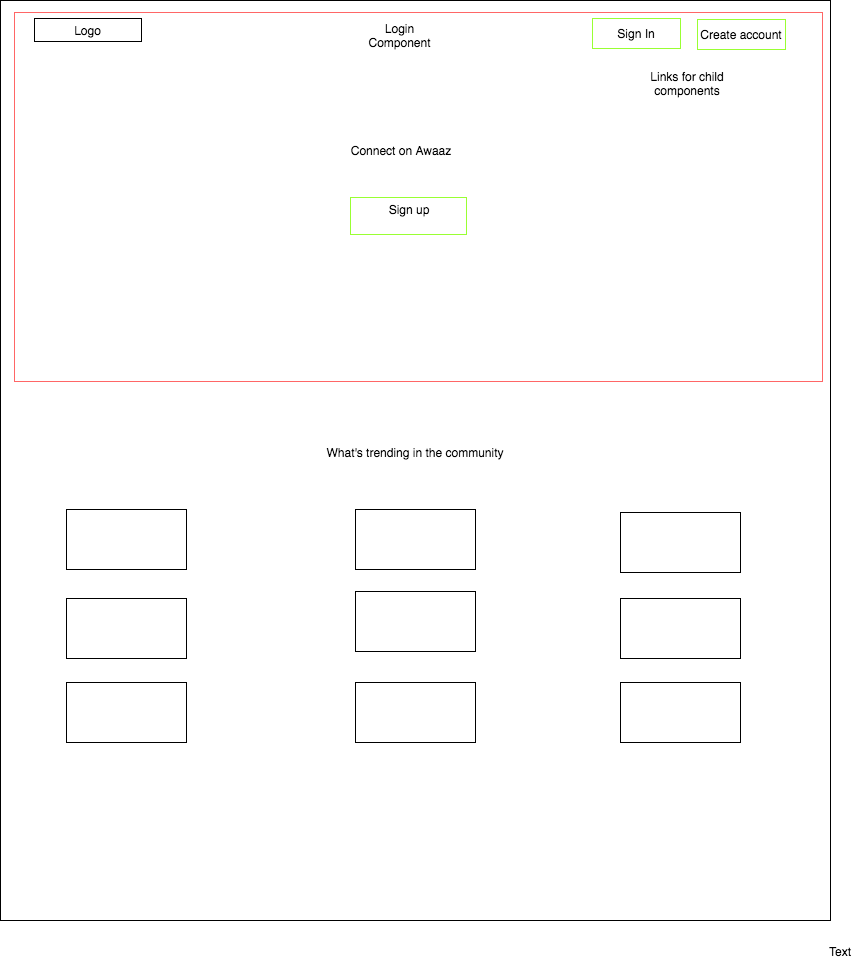 Logo
Login
Component
Sign In
Create account
Links for child
components
Connect on Awaaz
Sign up
What's trending in the community
Text